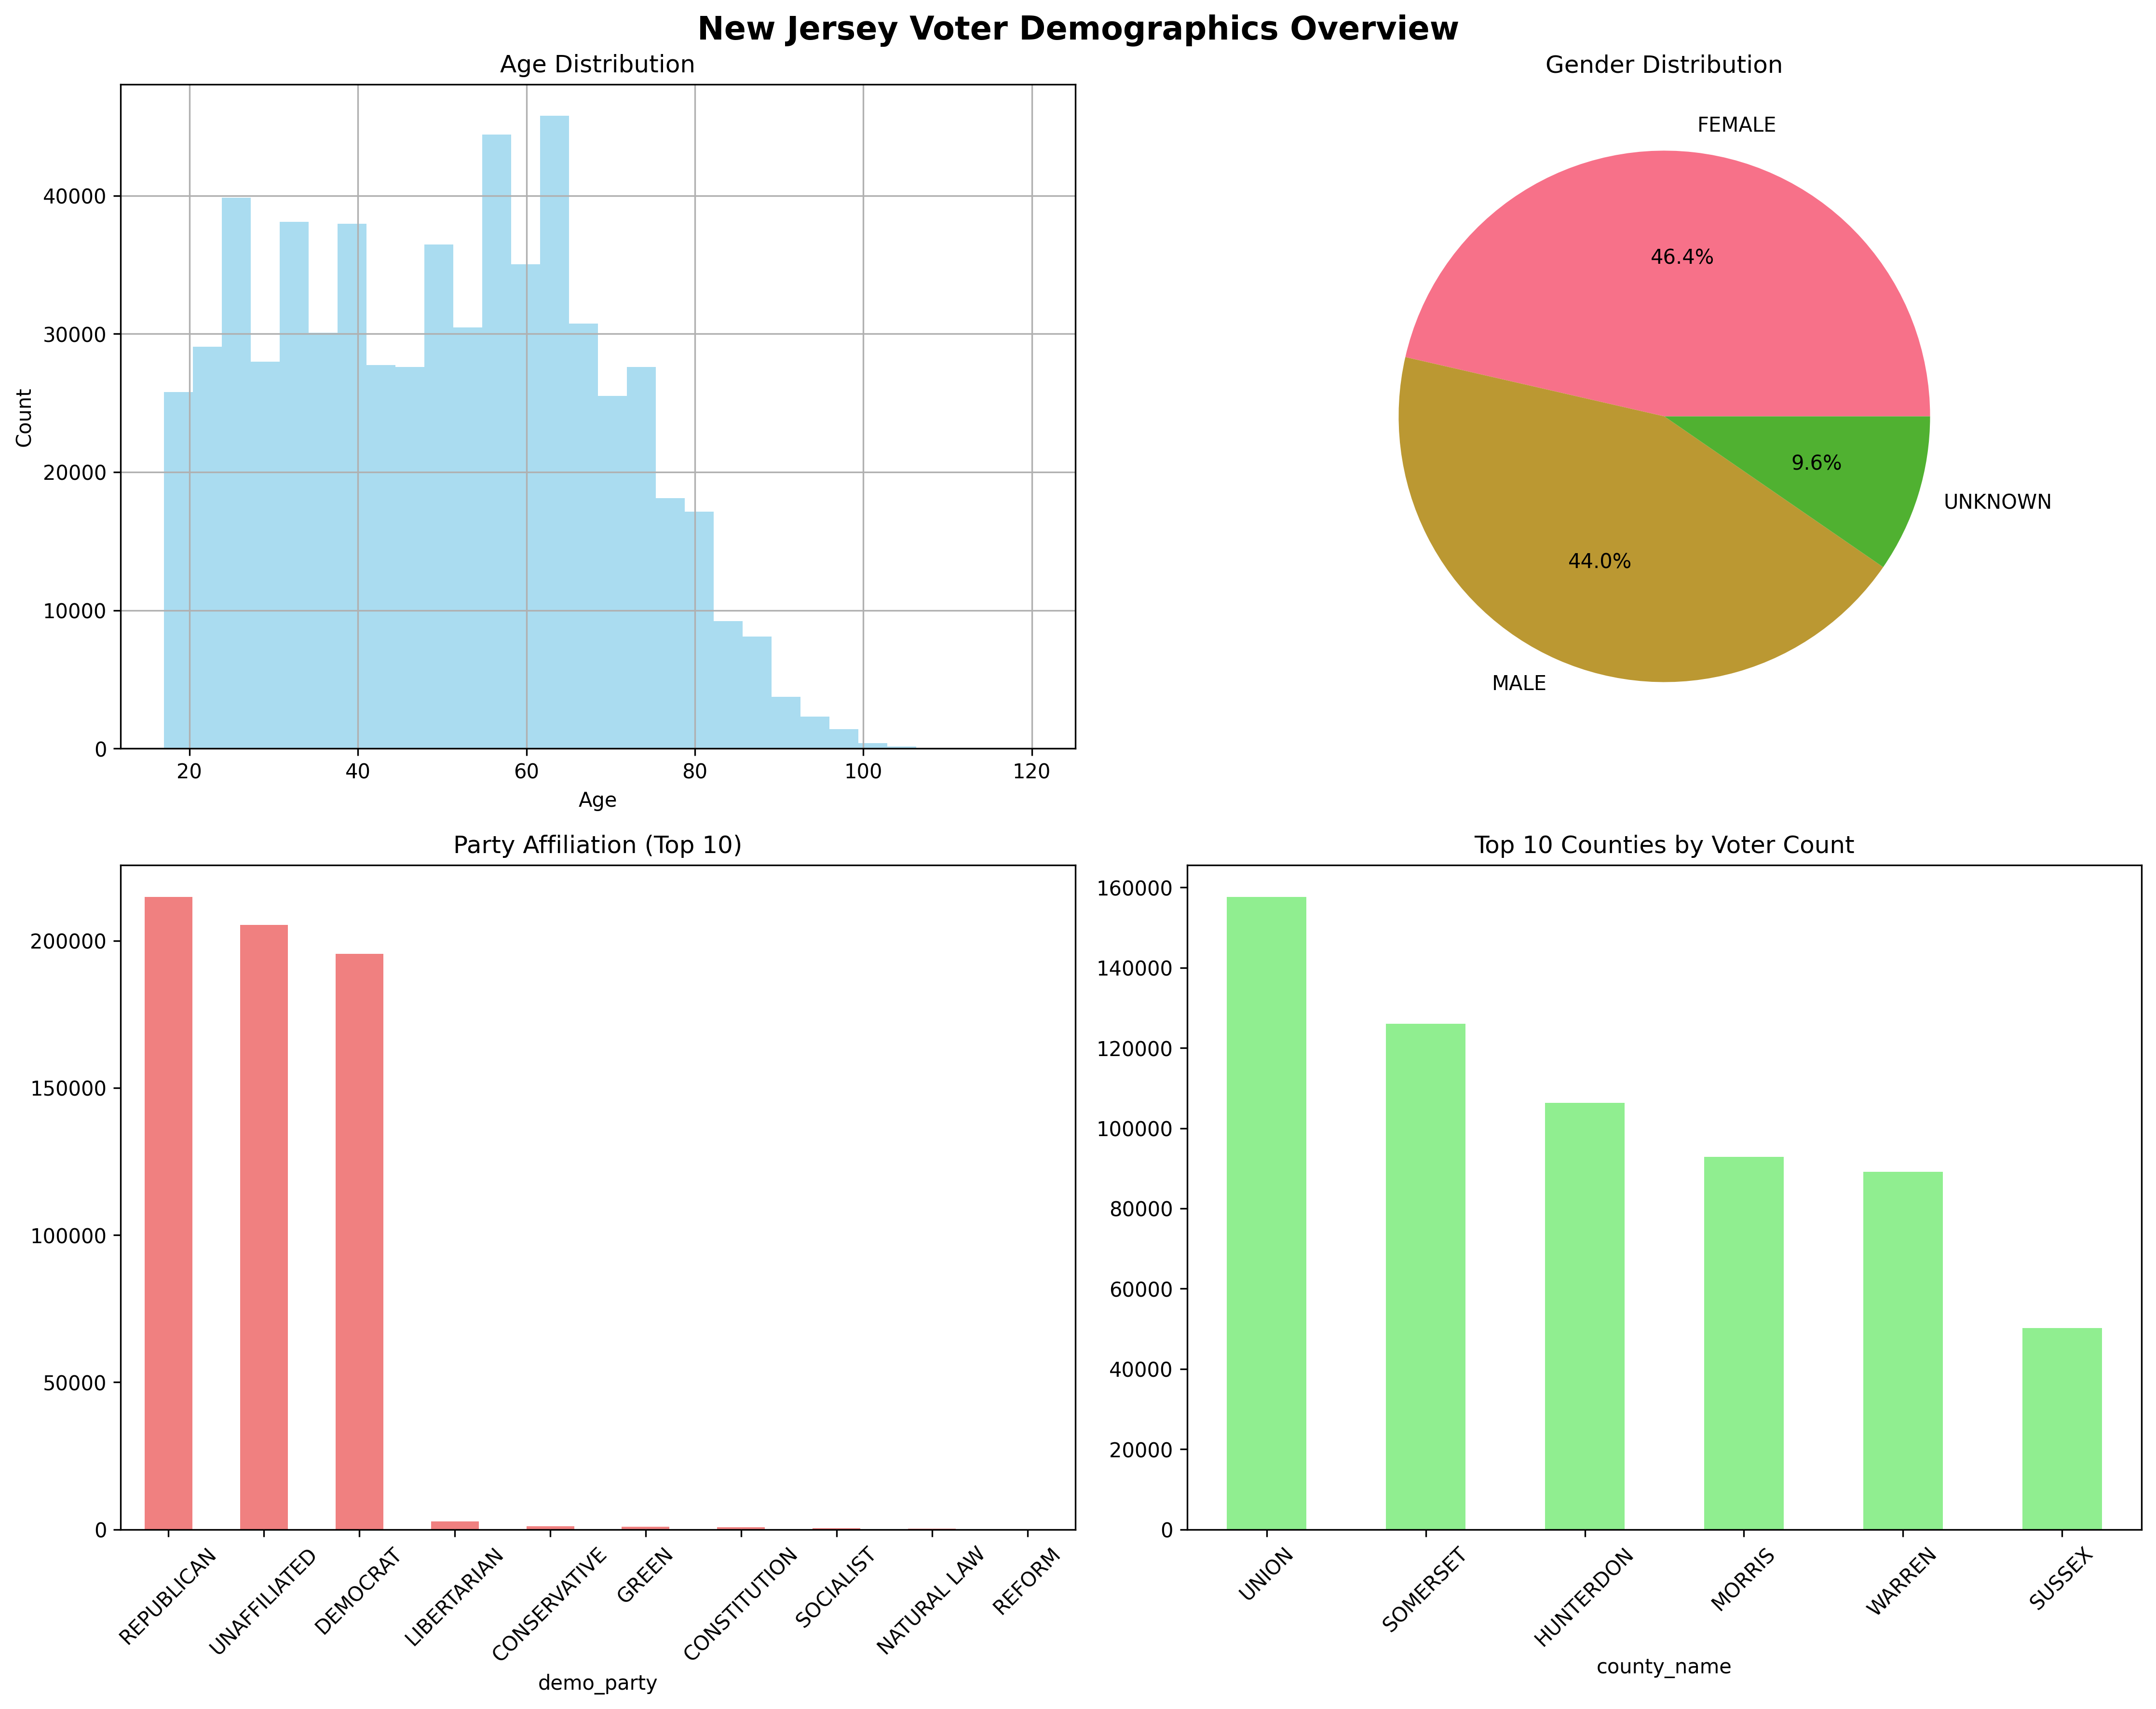 New Jersey Voter Demographics Overview
Age Distribution
40000
30000
20000
10000
0
Count
20 40 60 80 100 120
Age
Gender Distribution
FEMALE
46.4%
9.6%
UNKNOWN
44.0%
MALE
Party Affiliation (Top 10)
200000
150000
100000
50000
0
REPUBLICAN UNAFFILIATED DEMOCRAT LIBERTARIAN CONSERVATIVE GREEN CONSTITUTION SOCIALIST NATURAL LAW REFORM
demo_party
Top 10 Counties by Voter Count
160000
140000
120000
100000
80000
60000
40000
20000
0
UNION SOMERSET HUNTERDON MORRIS WARREN SUSSEX
county_name